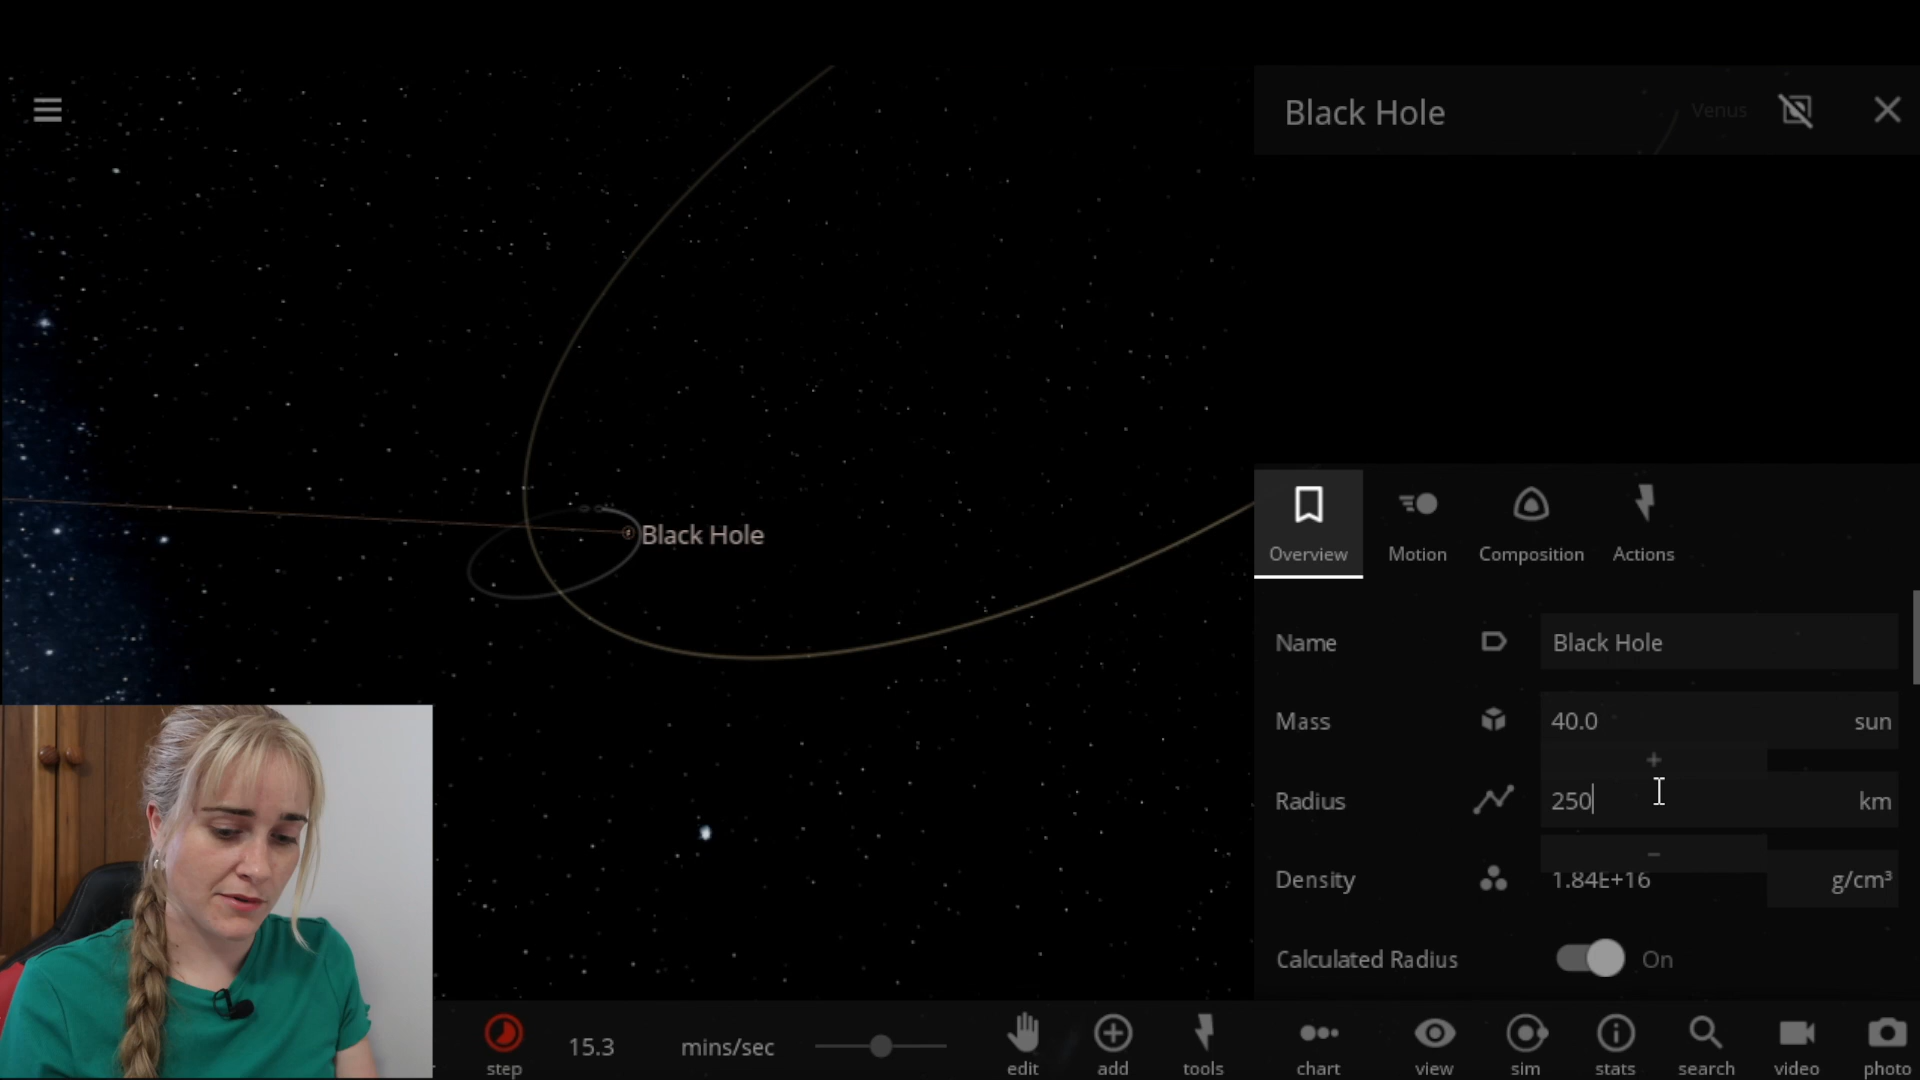 Black Hole
Venus
Black Hole
Overview
Motion
Composition
Actions
Name
Black Hole
Mass
40.0
sun
+
Radius
250
km
−
Density
1.84E+16
g/cm³
Calculated Radius
On
step
15.3
mins/sec
edit
add
tools
chart
view
sim
stats
search
video
photo